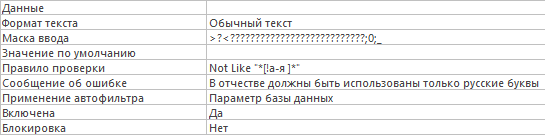 Данные
Формат текста Обычный текст
Маска ввода >?<???????????????????????????;0;_
Значение по умолчанию
Правило проверки Not Like "*[!а-я ]*"
Сообщение об ошибке В отчестве должны быть использованы только русские буквы
Применение автофильтра Параметр базы данных
Включена Да
Блокировка Нет